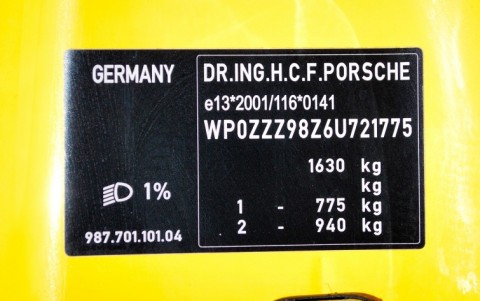 GERMANY
DR.ING.H.C.F.PORSCHE
e13*2001/116*0141
WP0ZZZ98Z6U721775
1630 kg
kg
1%
1 - 775 kg
2 - 940 kg
987.701.101.04